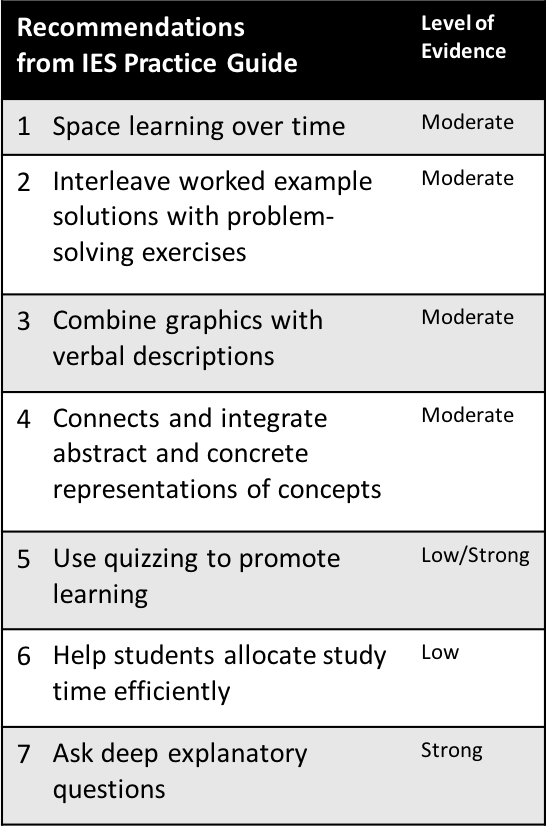 Recommendations
from IES Practice Guide
Level of
Evidence
1 Space learning over time Moderate
2 Interleave worked example Moderate
solutions with problem-
solving exercises
3 Combine graphics with Moderate
verbal descriptions
4 Connects and integrate Moderate
abstract and concrete
representations of concepts
5 Use quizzing to promote Low/Strong
learning
6 Help students allocate study Low
time efficiently
7 Ask deep explanatory Strong
questions